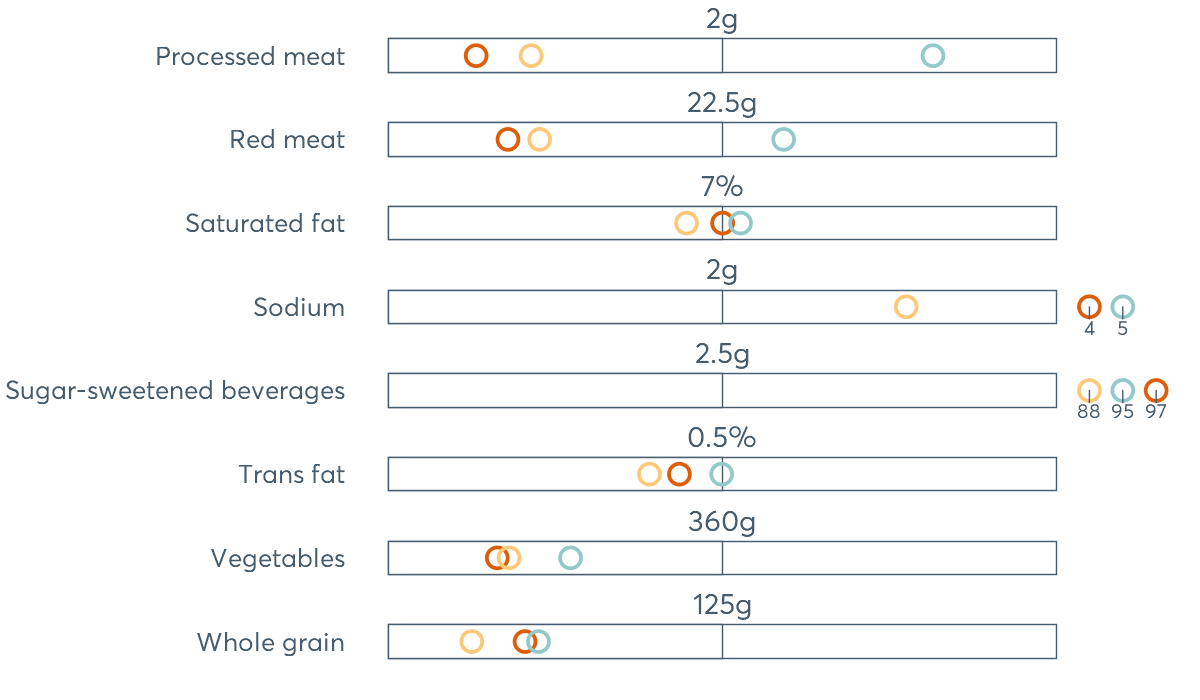 2g
Processed meat
22.5g
Red meat
7%
Saturated fat
2g
Sodium
4 5
2.5g
Sugar-sweetened beverages
88 95 97
0.5%
Trans fat
360g
Vegetables
125g
Whole grain